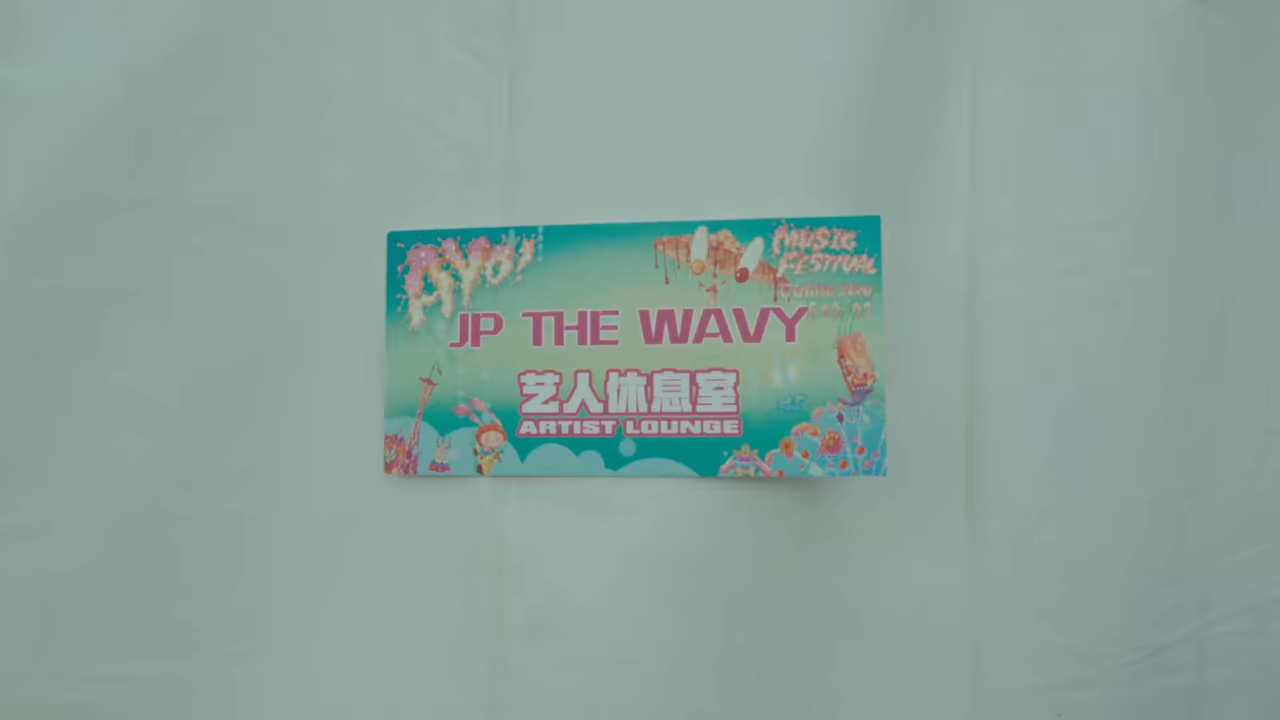 AYO!
MUSIC
FESTIVAL
JP THE WAVY
艺人休息室
ARTIST LOUNGE